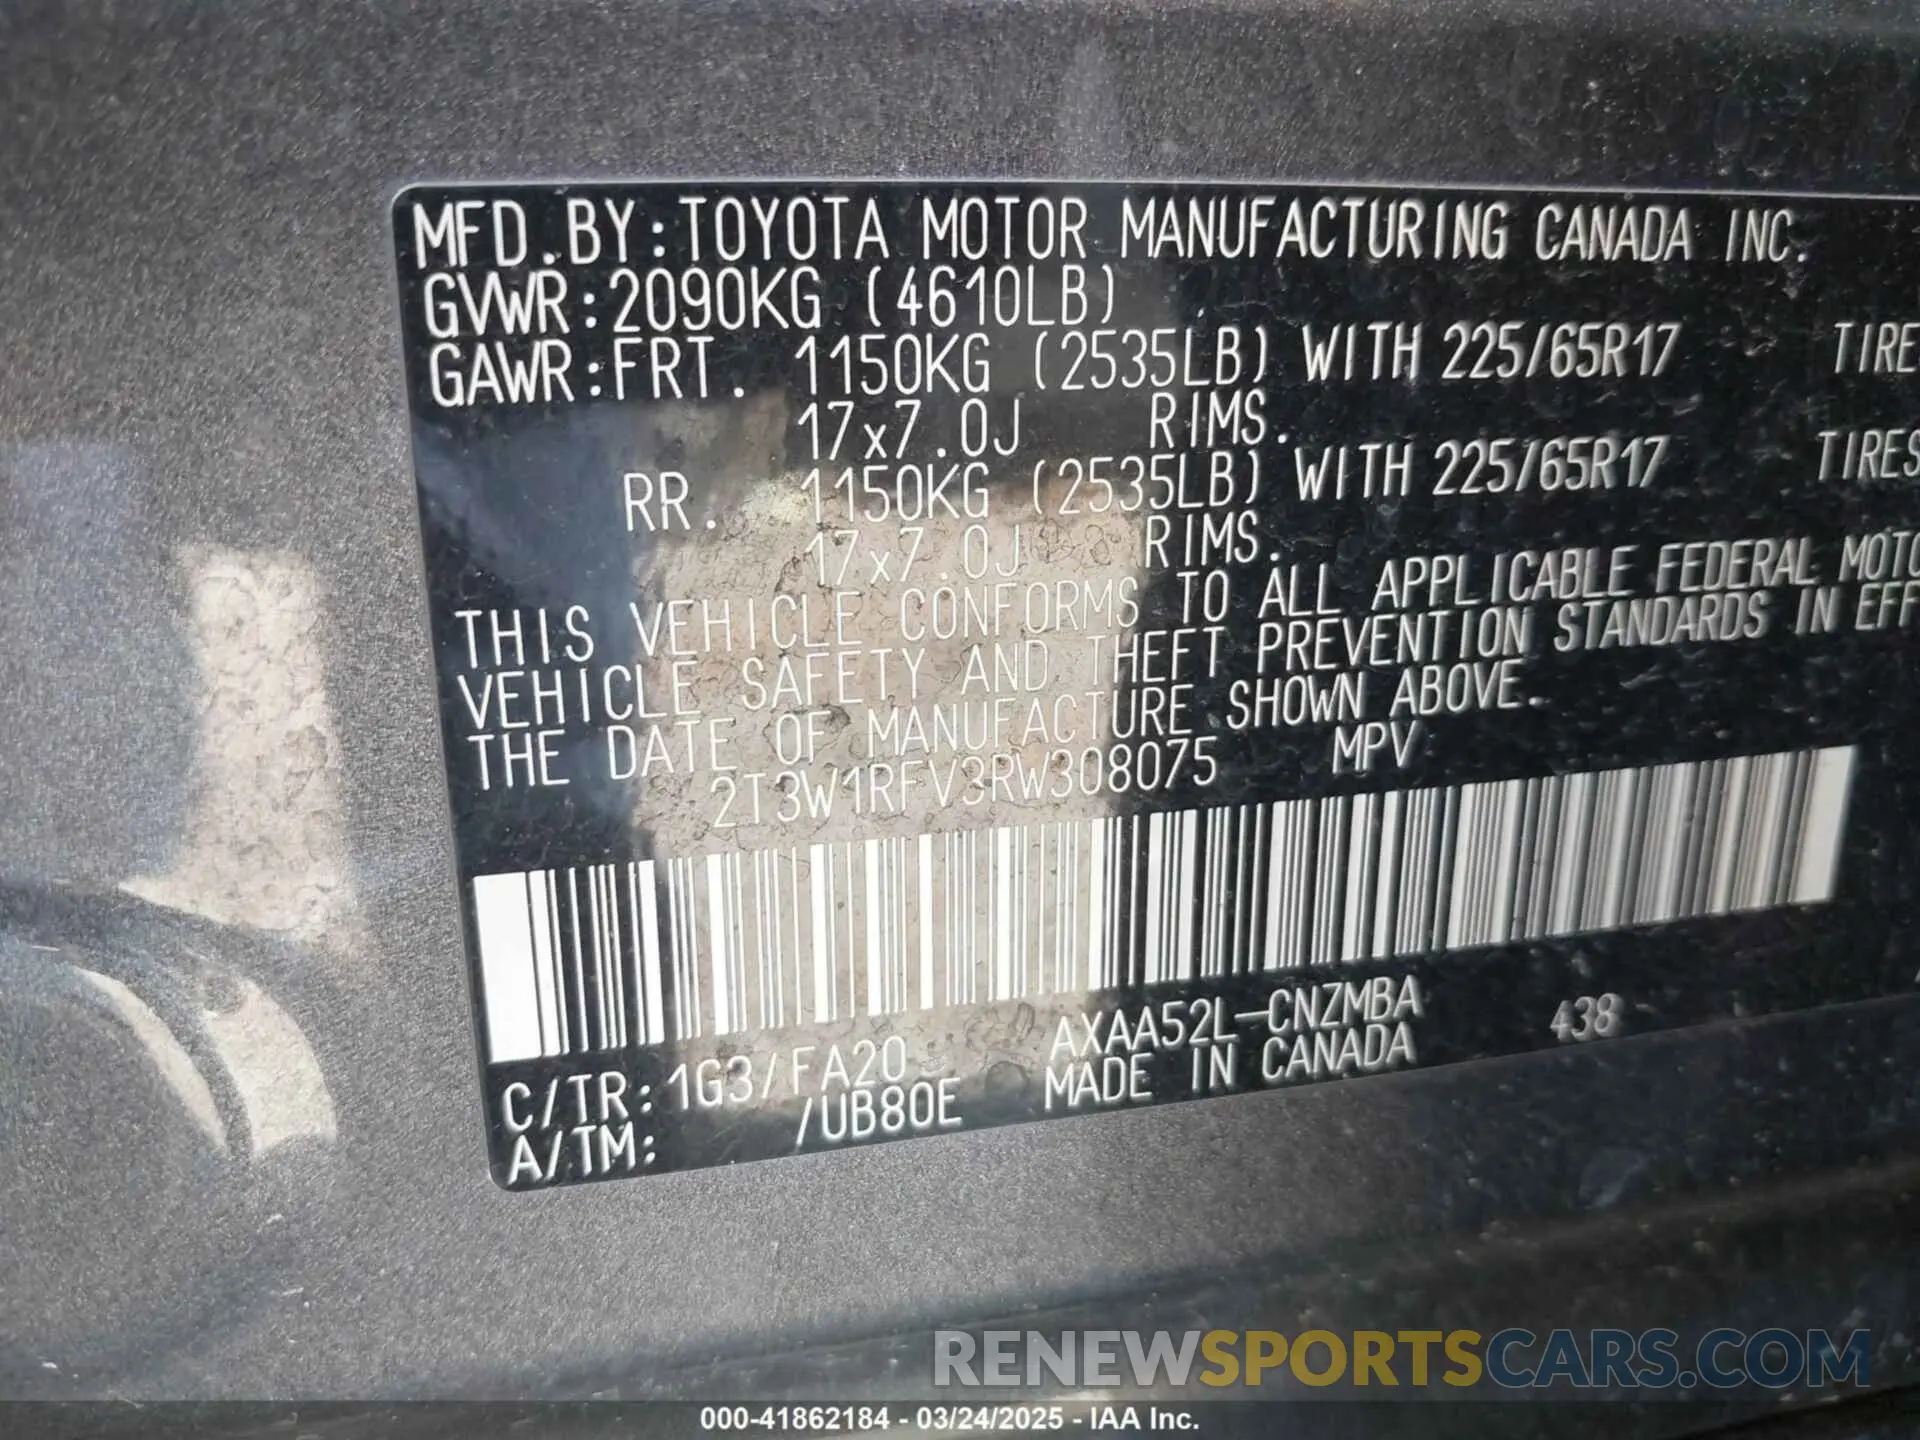 MFD.BY:TOYOTA MOTOR MANUFACTURING CANADA INC.
GVWR:2090KG (4610LB)
GAWR:FRT. 1150KG (2535LB) WITH 225/65R17 TIRE
17x7.0J RIMS.
RR. 1150KG (2535LB) WITH 225/65R17 TIRES
17x7.0J RIMS.
THIS VEHICLE CONFORMS TO ALL APPLICABLE FEDERAL MOTO
VEHICLE SAFETY AND THEFT PREVENTION STANDARDS IN EFF
THE DATE OF MANUFACTURE SHOWN ABOVE.
2T3W1RFV3RW308075 MPV
AXAA52L-CNZMBA 438
C/TR:1G3/FA20 MADE IN CANADA
A/TM: /UB80E
RENEWSPORTSCARS.COM
000-41862184 - 03/24/2025 - IAA Inc.